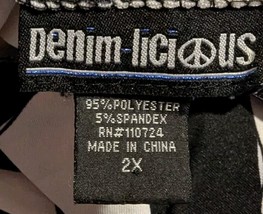 Denim-lici☮us
95%POLYESTER
5%SPANDEX
RN#110724
MADE IN CHINA
2X